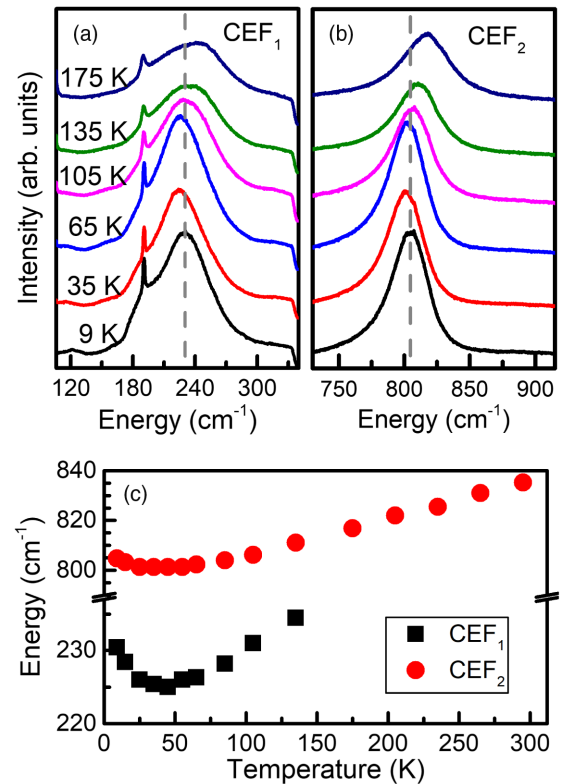 (a) CEF1
(b) CEF2
175 K
135 K
105 K
65 K
35 K
9 K
Intensity (arb. units)
120 180 240 300
750 800 850 900
Energy (cm-1)
Energy (cm-1)
(c)
840
820
800
230
220
Energy (cm-1)
CEF1
CEF2
0 50 100 150 200 250 300
Temperature (K)